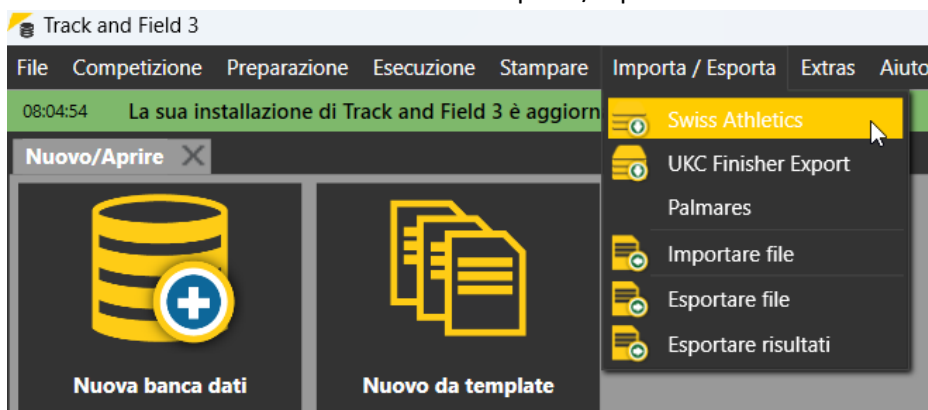 Track and Field 3
File Competizione Preparazione Esecuzione Stampare Importa / Esporta Extras Aiuto
08:04:54 La sua installazione di Track and Field 3 è aggiorn
Nuovo/Aprire
Swiss Athletics
UKC Finisher Export
Palmares
Importare file
Esportare file
Esportare risultati
Nuova banca dati
Nuovo da template